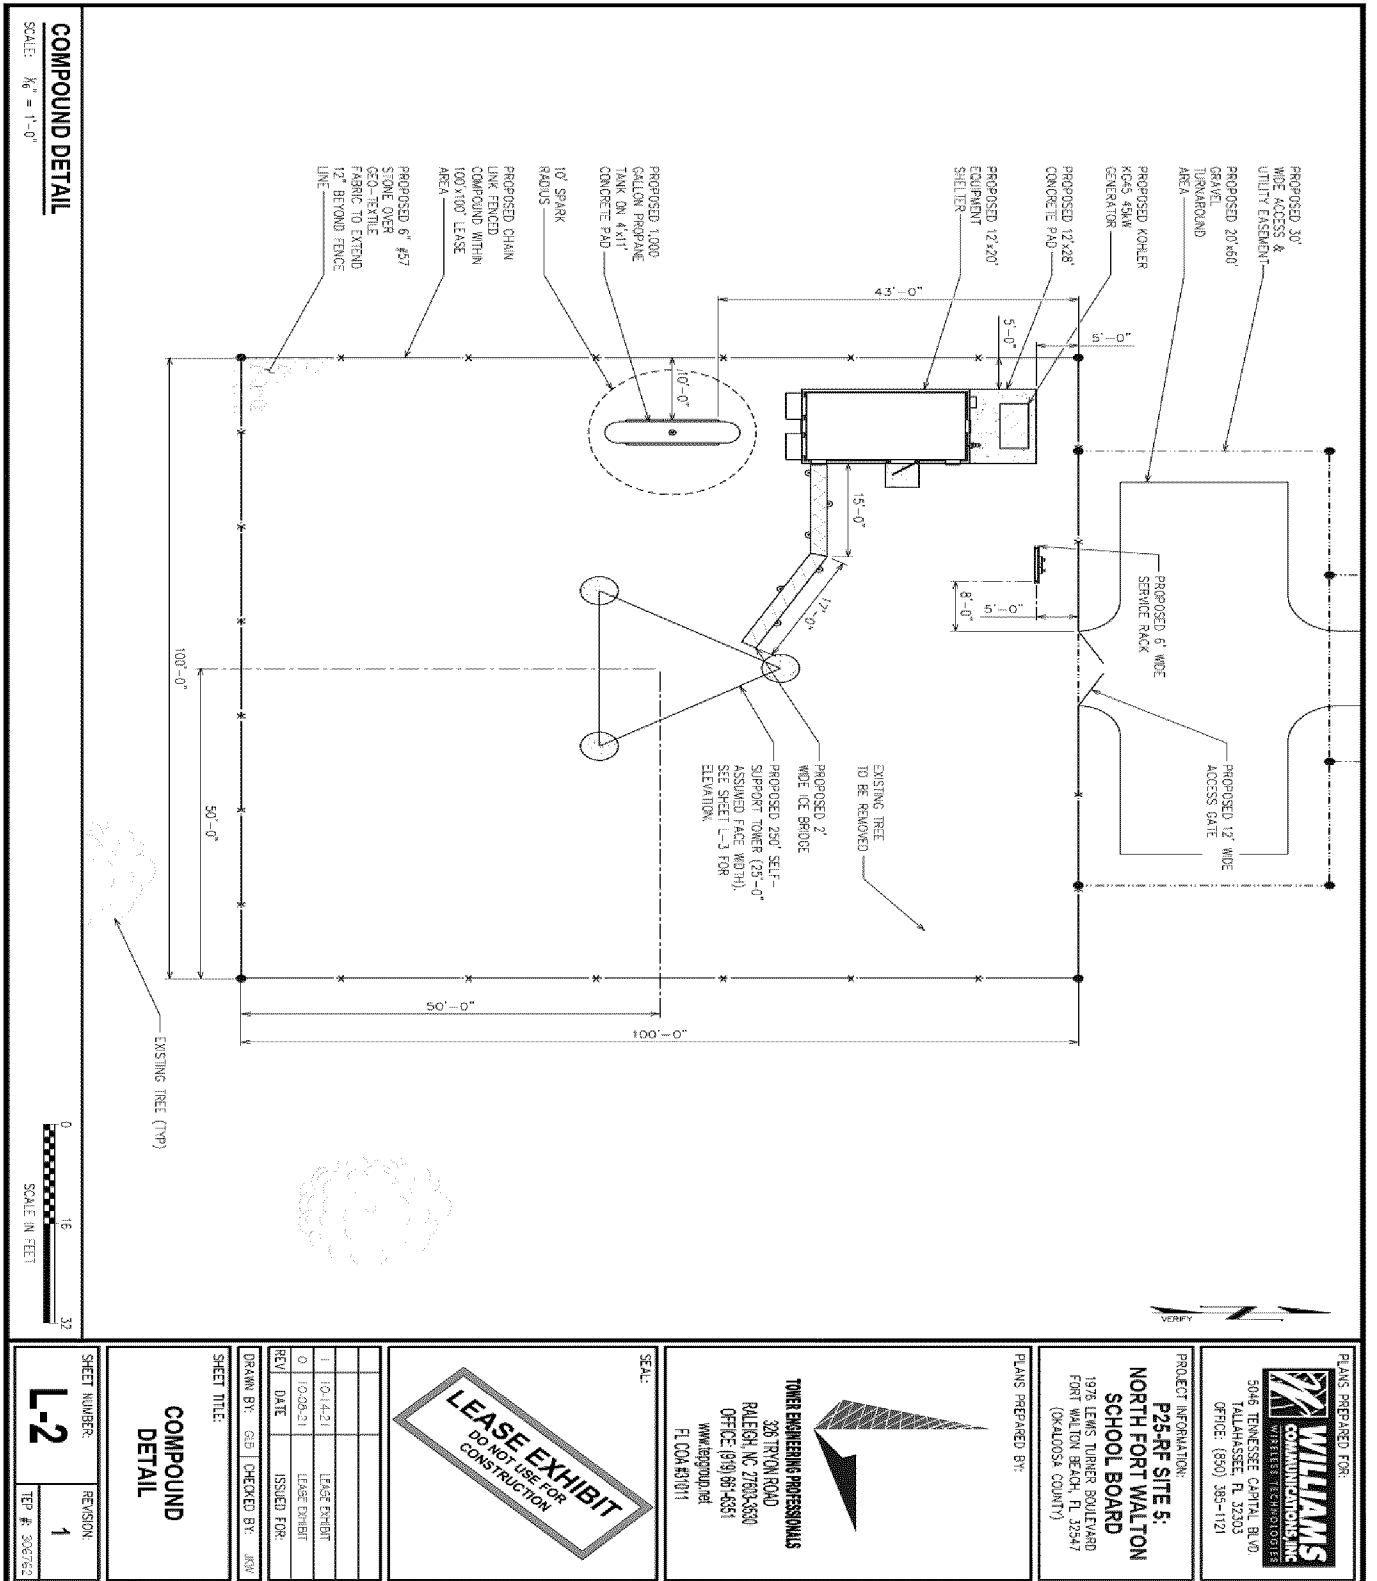 PROPOSED 30'
WIDE ACCESS &
UTILITY EASEMENT
PROPOSED 20'x60'
GRAVEL
TURNAROUND
AREA
PROPOSED KOHLER
KG45 45kW
GENERATOR
PROPOSED 12'x28'
CONCRETE PAD
PROPOSED 12'x20'
EQUIPMENT
SHELTER
PROPOSED 1,000
GALLON PROPANE
TANK ON 4'x11'
CONCRETE PAD
10' SPARK
RADIUS
PROPOSED CHAIN
LINK FENCED
COMPOUND WITHIN
100'x100' LEASE
AREA
PROPOSED 6" #57
STONE OVER
GEO-TEXTILE
FABRIC TO EXTEND
12" BEYOND FENCE
LINE
43'-0"
5'-0"
5'-0"
10'-0"
15'-0"
17'-0"
8'-0"
5'-0"
PROPOSED 6' WIDE
SERVICE RACK
PROPOSED 12' WIDE
ACCESS GATE
EXISTING TREE
TO BE REMOVED
PROPOSED 2'
WIDE ICE BRIDGE
PROPOSED 250' SELF-
SUPPORT TOWER (25'-0"
ASSUMED FACE WIDTH).
SEE SHEET L-3 FOR
ELEVATION.
100'-0"
50'-0"
50'-0"
100'-0"
EXISTING TREE (TYP)
COMPOUND DETAIL
SCALE: 1/16" = 1'-0"
0 16 32
SCALE IN FEET
VERIFY
PLANS PREPARED FOR:
WILLIAMS
COMMUNICATIONS, INC
WIRELESS TECHNOLOGIES
5046 TENNESSEE CAPITAL BLVD.
TALLAHASSEE, FL 32303
OFFICE: (850) 385-1121
PROJECT INFORMATION:
P25-RF SITE 5:
NORTH FORT WALTON
SCHOOL BOARD
1976 LEWIS TURNER BOULEVARD
FORT WALTON BEACH, FL 32547
(OKALOOSA COUNTY)
PLANS PREPARED BY:
TOWER ENGINEERING PROFESSIONALS
326 TRYON ROAD
RALEIGH, NC 27603-3530
OFFICE: (919) 661-6351
www.tepgroup.net
FL COA #31011
SEAL:
LEASE EXHIBIT
DO NOT USE FOR
CONSTRUCTION
1 10-14-21 LEASE EXHIBIT
0 10-08-21 LEASE EXHIBIT
REV DATE ISSUED FOR:
DRAWN BY: GLB CHECKED BY: JKW
SHEET TITLE:
COMPOUND
DETAIL
SHEET NUMBER: REVISION:
L-2 1
TEP #: 306762